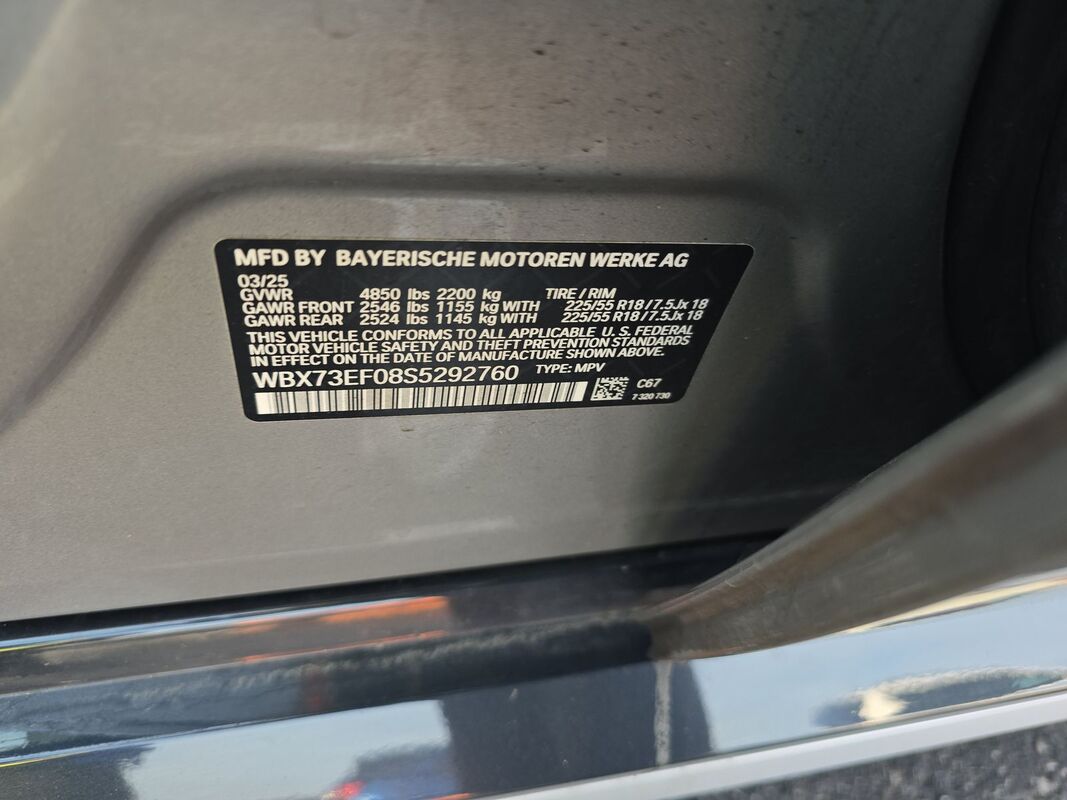 MFD BY BAYERISCHE MOTOREN WERKE AG
03/25
GVWR 4850 lbs 2200 kg TIRE / RIM
GAWR FRONT 2546 lbs 1155 kg WITH 225/55 R18 / 7.5Jx 18
GAWR REAR 2524 lbs 1145 kg WITH 225/55 R18 / 7.5Jx 18
THIS VEHICLE CONFORMS TO ALL APPLICABLE U. S. FEDERAL
MOTOR VEHICLE SAFETY AND THEFT PREVENTION STANDARDS
IN EFFECT ON THE DATE OF MANUFACTURE SHOWN ABOVE.
WBX73EF08S5292760 TYPE: MPV
C67
7 320 730